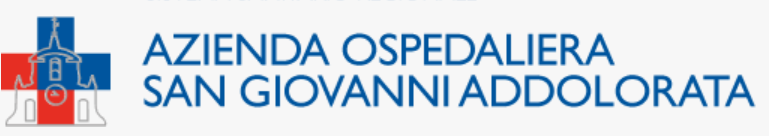 AZIENDA OSPEDALIERA
SAN GIOVANNI ADDOLORATA